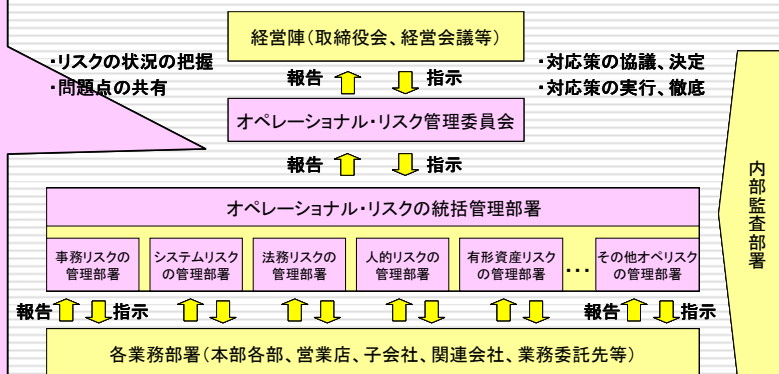 経営陣(取締役会、経営会議等)
・リスクの状況の把握
・問題点の共有
報告
指示
・対応策の協議、決定
・対応策の実行、徹底
オペレーショナル・リスク管理委員会
報告
指示
内部監査部署
オペレーショナル・リスクの統括管理部署
事務リスクの
管理部署
システムリスク
の管理部署
法務リスクの
管理部署
人的リスクの
管理部署
有形資産リスク
の管理部署
…
その他オペリスク
の管理部署
報告
指示
報告
指示
各業務部署(本部各部、営業店、子会社、関連会社、業務委託先等)